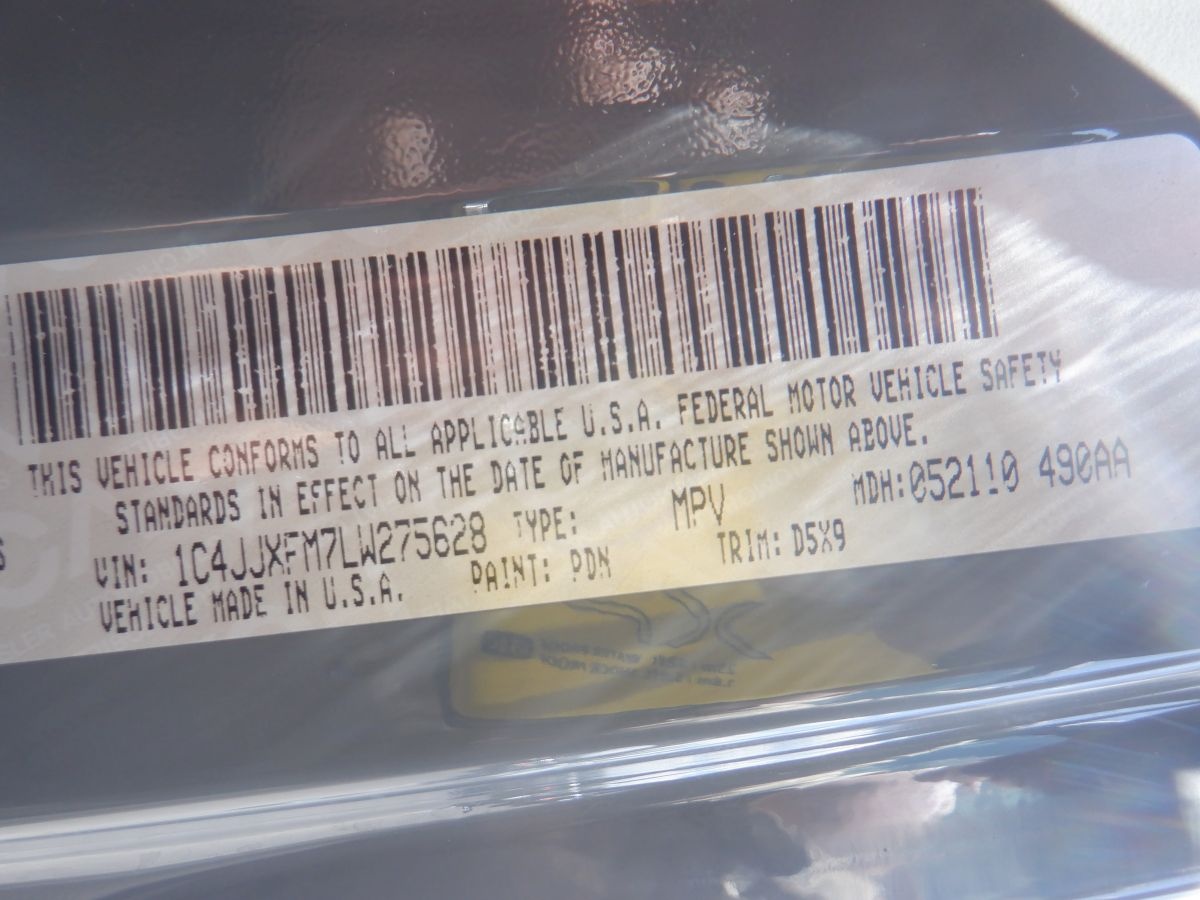 THIS VEHICLE CONFORMS TO ALL APPLICABLE U.S.A. FEDERAL MOTOR VEHICLE SAFETY
STANDARDS IN EFFECT ON THE DATE OF MANUFACTURE SHOWN ABOVE.
VIN: 1C4JJXFM7LW275628 TYPE: MPV MDH:052110 490AA
VEHICLE MADE IN U.S.A. PAINT: PDN TRIM: D5X9